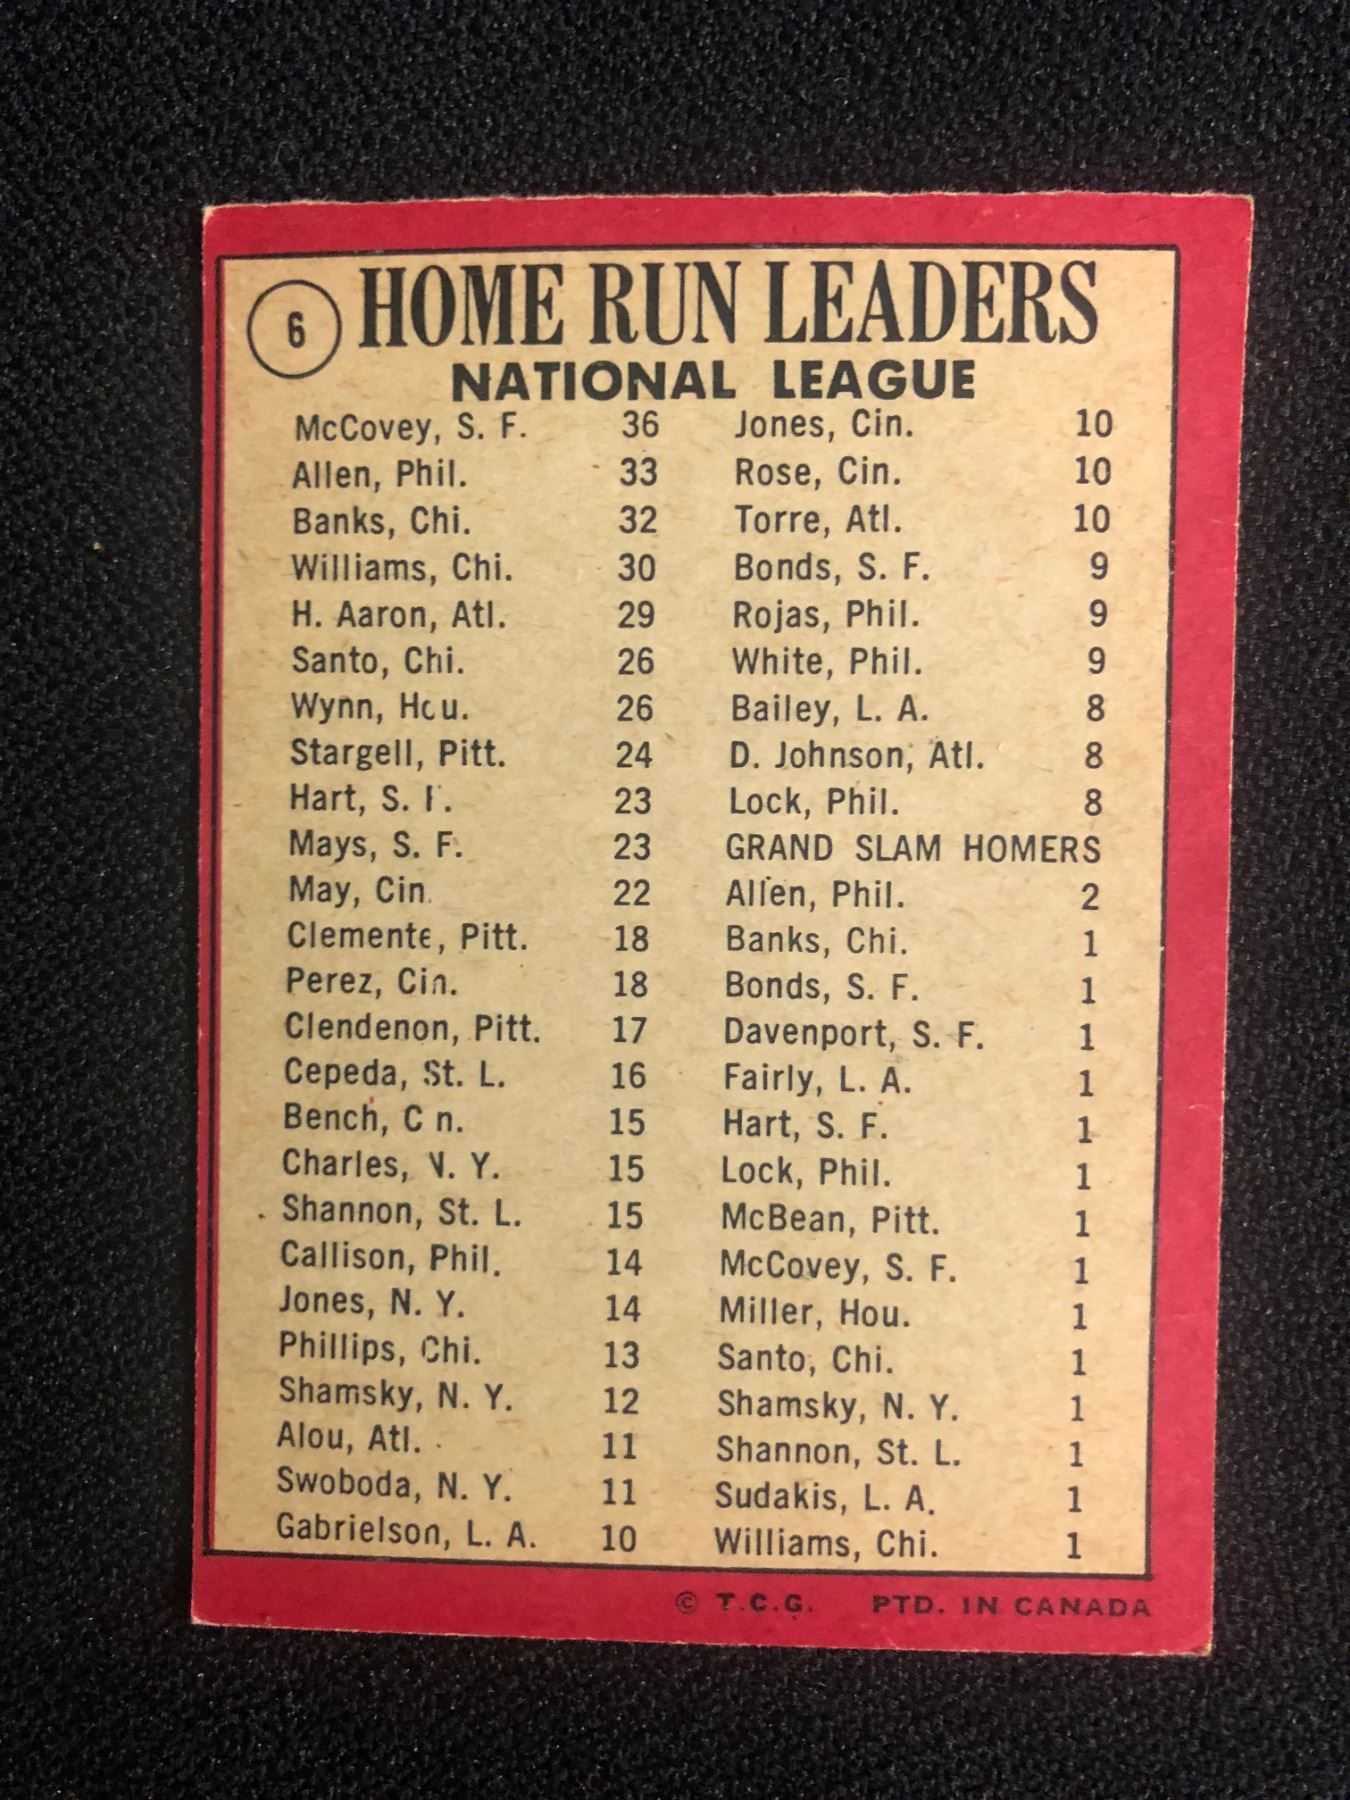 6
HOME RUN LEADERS
NATIONAL LEAGUE
McCovey, S. F. 36
Allen, Phil. 33
Banks, Chi. 32
Williams, Chi. 30
H. Aaron, Atl. 29
Santo, Chi. 26
Wynn, Hou. 26
Stargell, Pitt. 24
Hart, S. F. 23
Mays, S. F. 23
May, Cin. 22
Clemente, Pitt. 18
Perez, Cin. 18
Clendenon, Pitt. 17
Cepeda, St. L. 16
Bench, C n. 15
Charles, N. Y. 15
Shannon, St. L. 15
Callison, Phil. 14
Jones, N. Y. 14
Phillips, Chi. 13
Shamsky, N. Y. 12
Alou, Atl. 11
Swoboda, N. Y. 11
Gabrielson, L. A. 10
Jones, Cin. 10
Rose, Cin. 10
Torre, Atl. 10
Bonds, S. F. 9
Rojas, Phil. 9
White, Phil. 9
Bailey, L. A. 8
D. Johnson, Atl. 8
Lock, Phil. 8
GRAND SLAM HOMERS
Allen, Phil. 2
Banks, Chi. 1
Bonds, S. F. 1
Davenport, S. F. 1
Fairly, L. A. 1
Hart, S. F. 1
Lock, Phil. 1
McBean, Pitt. 1
McCovey, S. F. 1
Miller, Hou. 1
Santo, Chi. 1
Shamsky, N. Y. 1
Shannon, St. L. 1
Sudakis, L. A. 1
Williams, Chi. 1
© T.C.G. PTD. IN CANADA